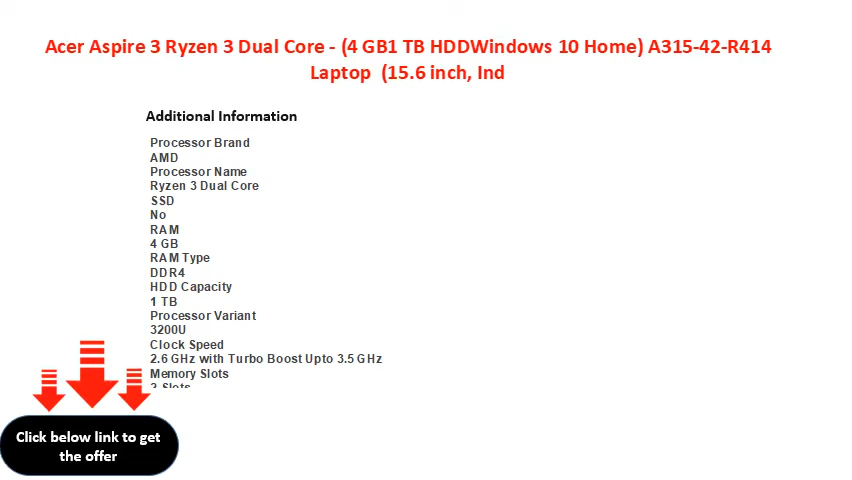 Acer Aspire 3 Ryzen 3 Dual Core - (4 GB1 TB HDDWindows 10 Home) A315-42-R414
Laptop (15.6 inch, Ind
Additional Information
Processor Brand
AMD
Processor Name
Ryzen 3 Dual Core
SSD
No
RAM
4 GB
RAM Type
DDR4
HDD Capacity
1 TB
Processor Variant
3200U
Clock Speed
2.6 GHz with Turbo Boost Upto 3.5 GHz
Memory Slots
2 Slots
Click below link to get
the offer